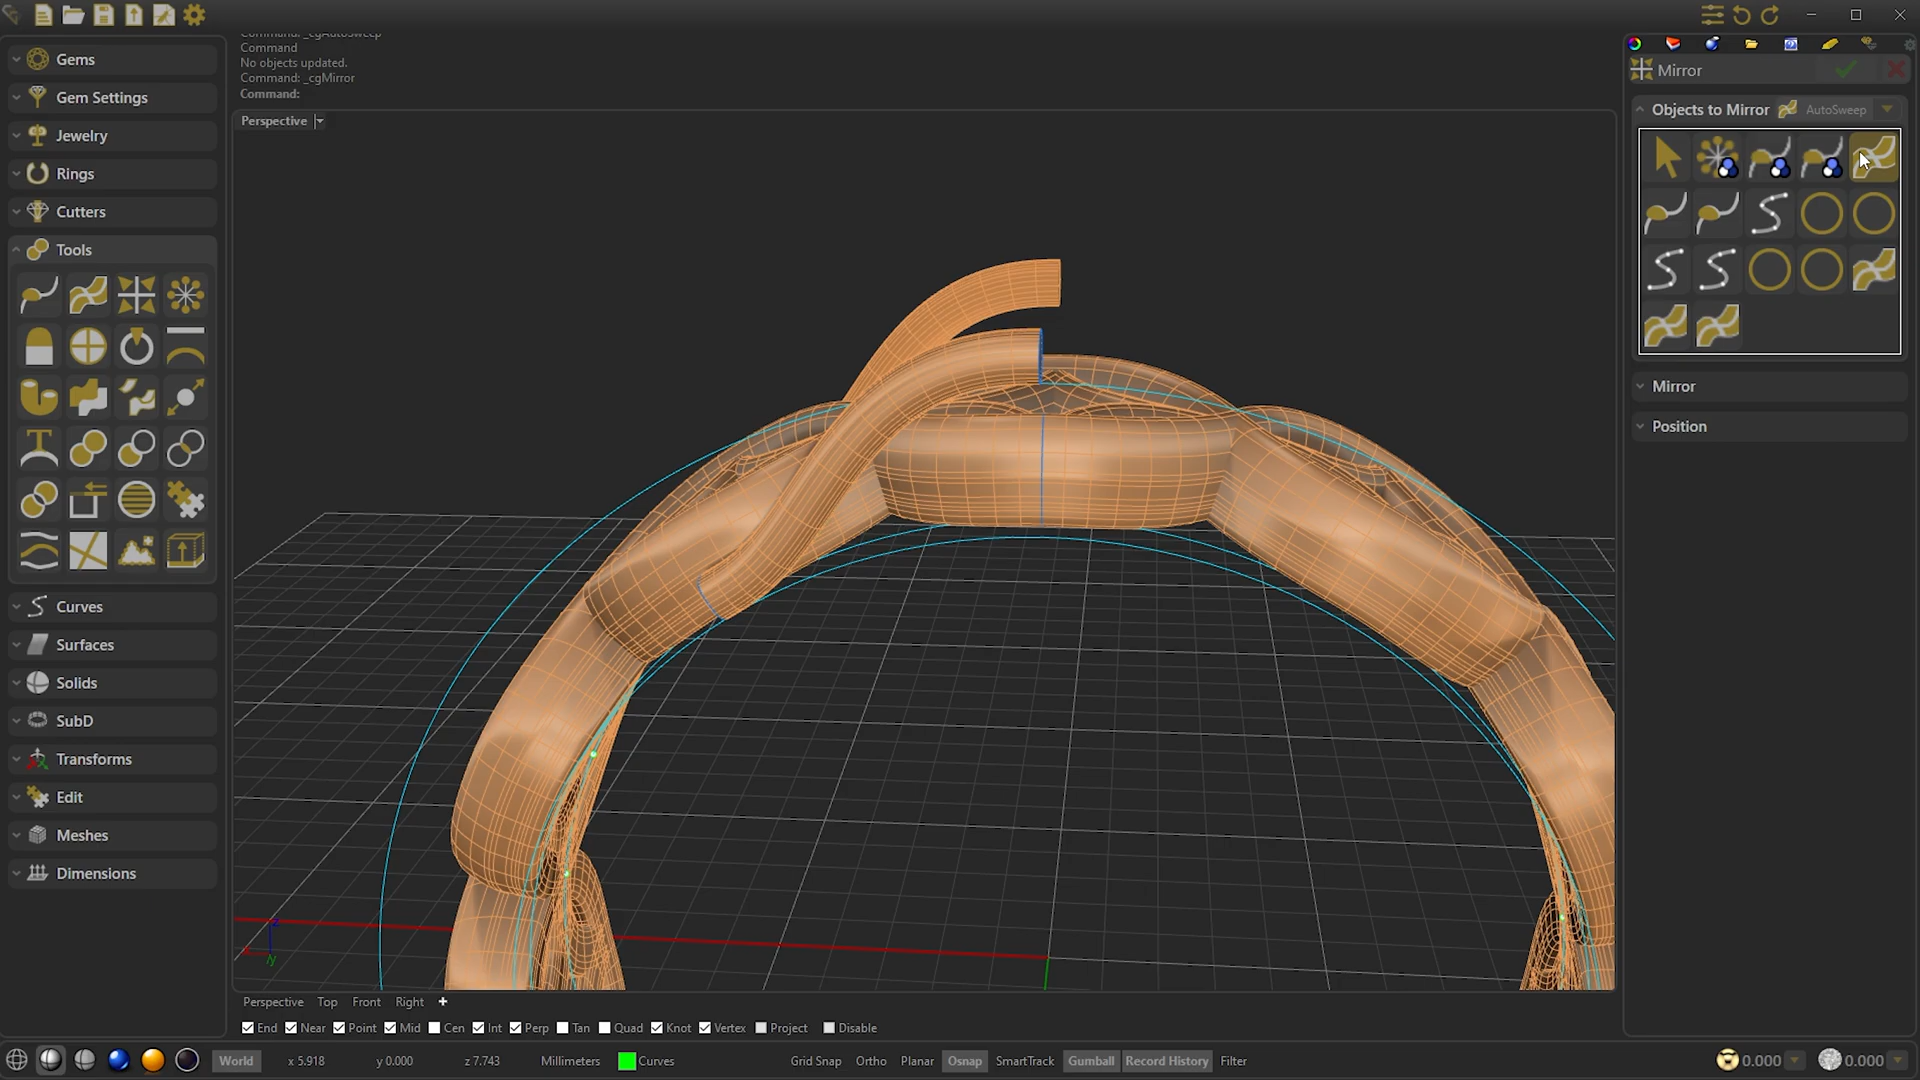 Command: _cgAutoSweep
Command
No objects updated.
Command: _cgMirror
Command:
Gems
Gem Settings
Jewelry
Rings
Cutters
Tools
Curves
Surfaces
Solids
SubD
Transforms
Edit
Meshes
Dimensions
Perspective
Mirror
Objects to Mirror AutoSweep
Mirror
Position
z
y
Perspective Top Front Right
End Near Point Mid Cen Int Perp Tan Quad Knot Vertex Project Disable
World x 5.918 y 0.000 z 7.743 Millimeters Curves Grid Snap Ortho Planar Osnap SmartTrack Gumball Record History Filter 0.000 0.000